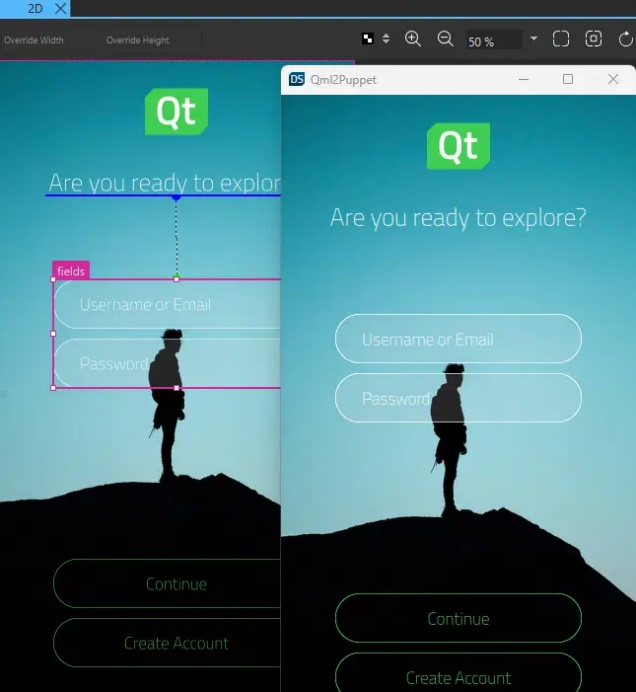 2D
Override Width
Override Height
50 %
DS
Qml2Puppet
Qt
Are you ready to explor
fields
Username or Email
Password
Continue
Create Account
Qt
Are you ready to explore?
Username or Email
Password
Continue
Create Account